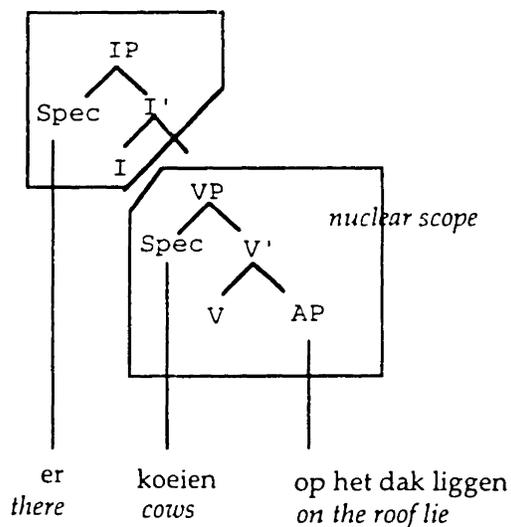 IP
Spec I'
I
VP
nuclear scope
Spec V'
V AP
er koeien op het dak liggen
there cows on the roof lie